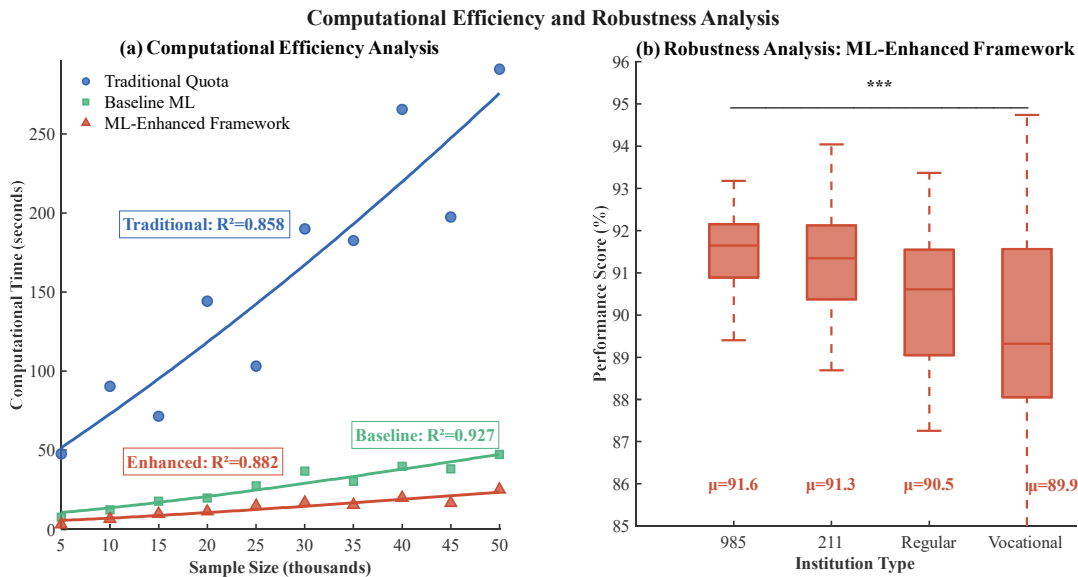 Computational Efficiency and Robustness Analysis
(a) Computational Efficiency Analysis
Traditional Quota
Baseline ML
ML-Enhanced Framework
Computational Time (seconds)
250
200
150
100
50
0
Traditional: R²=0.858
Baseline: R²=0.927
Enhanced: R²=0.882
5 10 15 20 25 30 35 40 45 50
Sample Size (thousands)
(b) Robustness Analysis: ML-Enhanced Framework
Performance Score (%)
96
95
94
93
92
91
90
89
88
87
86
85
***
μ=91.6 μ=91.3 μ=90.5 μ=89.9
985 211 Regular Vocational
Institution Type